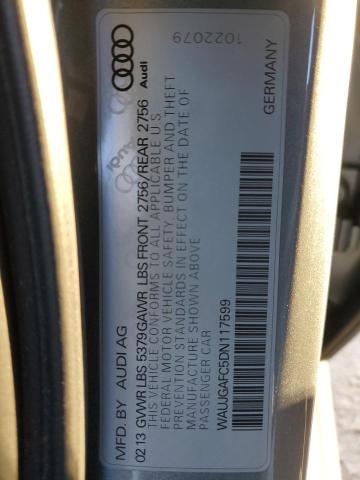 1022079
GERMANY
Audi
MFD. BY AUDI AG
02 13 GVWR LBS 5379GAWR LBS FRONT 2756/REAR 2756
THIS VEHICLE CONFORMS TO ALL APPLICABLE U S
FEDERAL MOTOR VEHICLE SAFETY, BUMPER AND THEFT
PREVENTION STANDARDS IN EFFECT ON THE DATE OF
MANUFACTURE SHOWN ABOVE
PASSENGER CAR
WAUJGAFC5DN117599